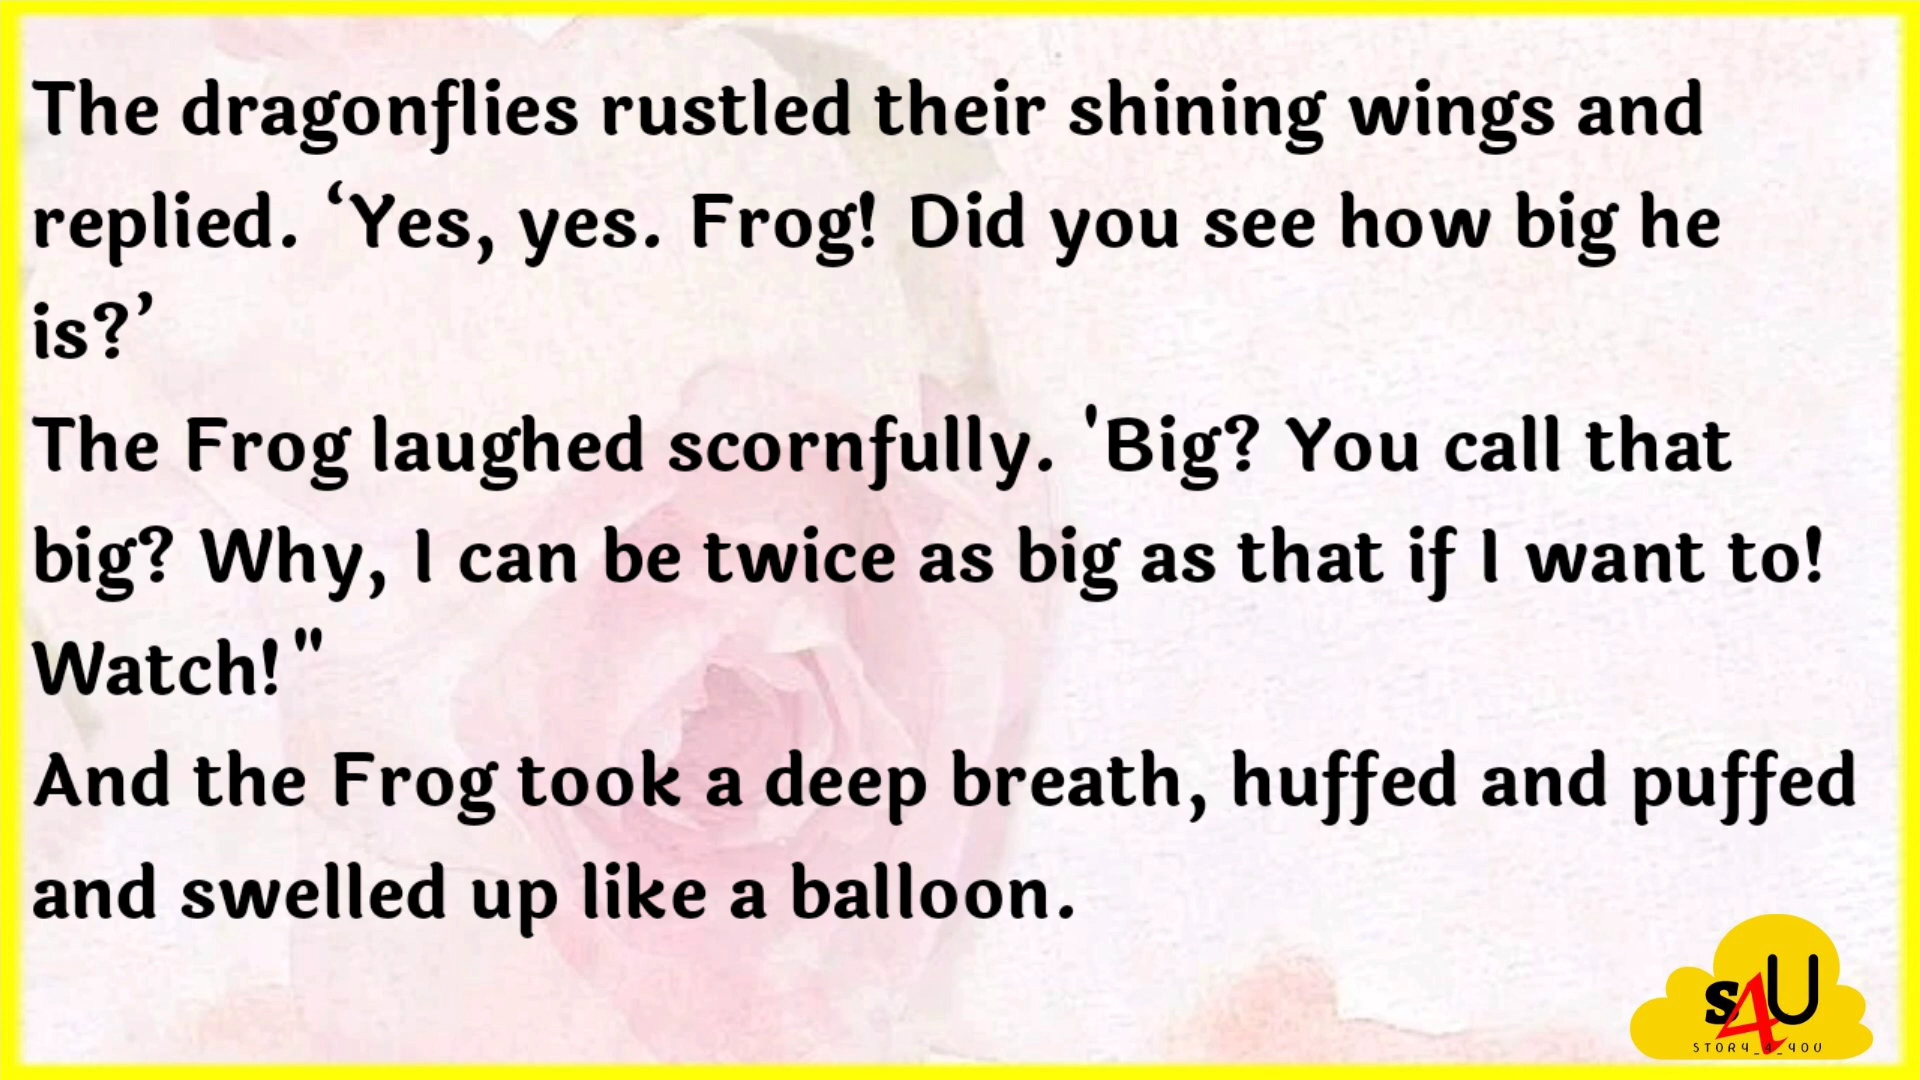 The dragonflies rustled their shining wings and
replied. ‘Yes, yes. Frog! Did you see how big he
is?’
The Frog laughed scornfully. 'Big? You call that
big? Why, I can be twice as big as that if I want to!
Watch!"
And the Frog took a deep breath, huffed and puffed
and swelled up like a balloon.
S4U
STORY_4_YOU